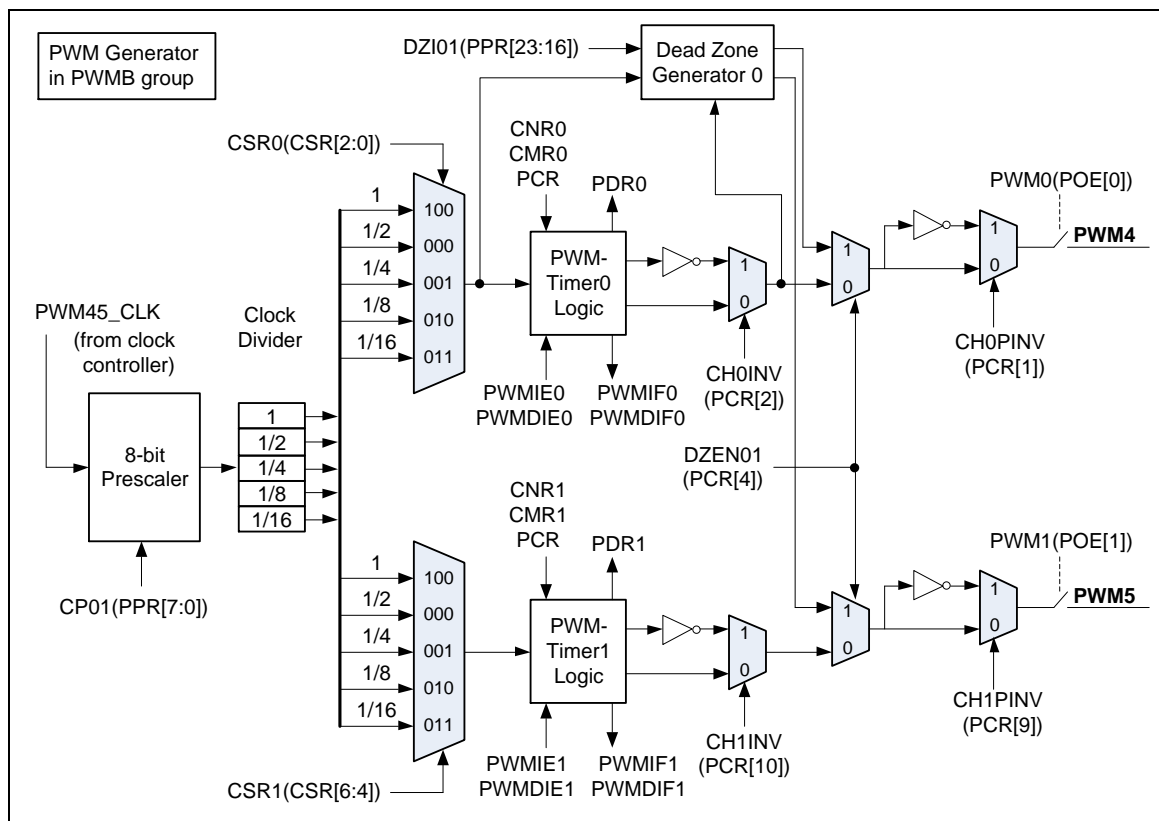 PWM Generator
in PWMB group
DZI01(PPR[23:16])
Dead Zone
Generator 0
CSR0(CSR[2:0])
CNR0
CMR0
PCR
PDR0
PWM0(POE[0])
1
1/2
1/4
1/8
1/16
100
000
001
010
011
PWM-
Timer0
Logic
1
0
1
0
1
0
PWM4
PWM45_CLK
(from clock
controller)
Clock
Divider
PWMIE0
PWMDIE0
PWMIF0
PWMDIF0
CH0INV
(PCR[2])
CH0PINV
(PCR[1])
8-bit
Prescaler
1
1/2
1/4
1/8
1/16
DZEN01
(PCR[4])
CP01(PPR[7:0])
CNR1
CMR1
PCR
PDR1
PWM1(POE[1])
1
1/2
1/4
1/8
1/16
100
000
001
010
011
PWM-
Timer1
Logic
1
0
1
0
1
0
PWM5
CSR1(CSR[6:4])
PWMIE1
PWMDIE1
PWMIF1
PWMDIF1
CH1INV
(PCR[10])
CH1PINV
(PCR[9])